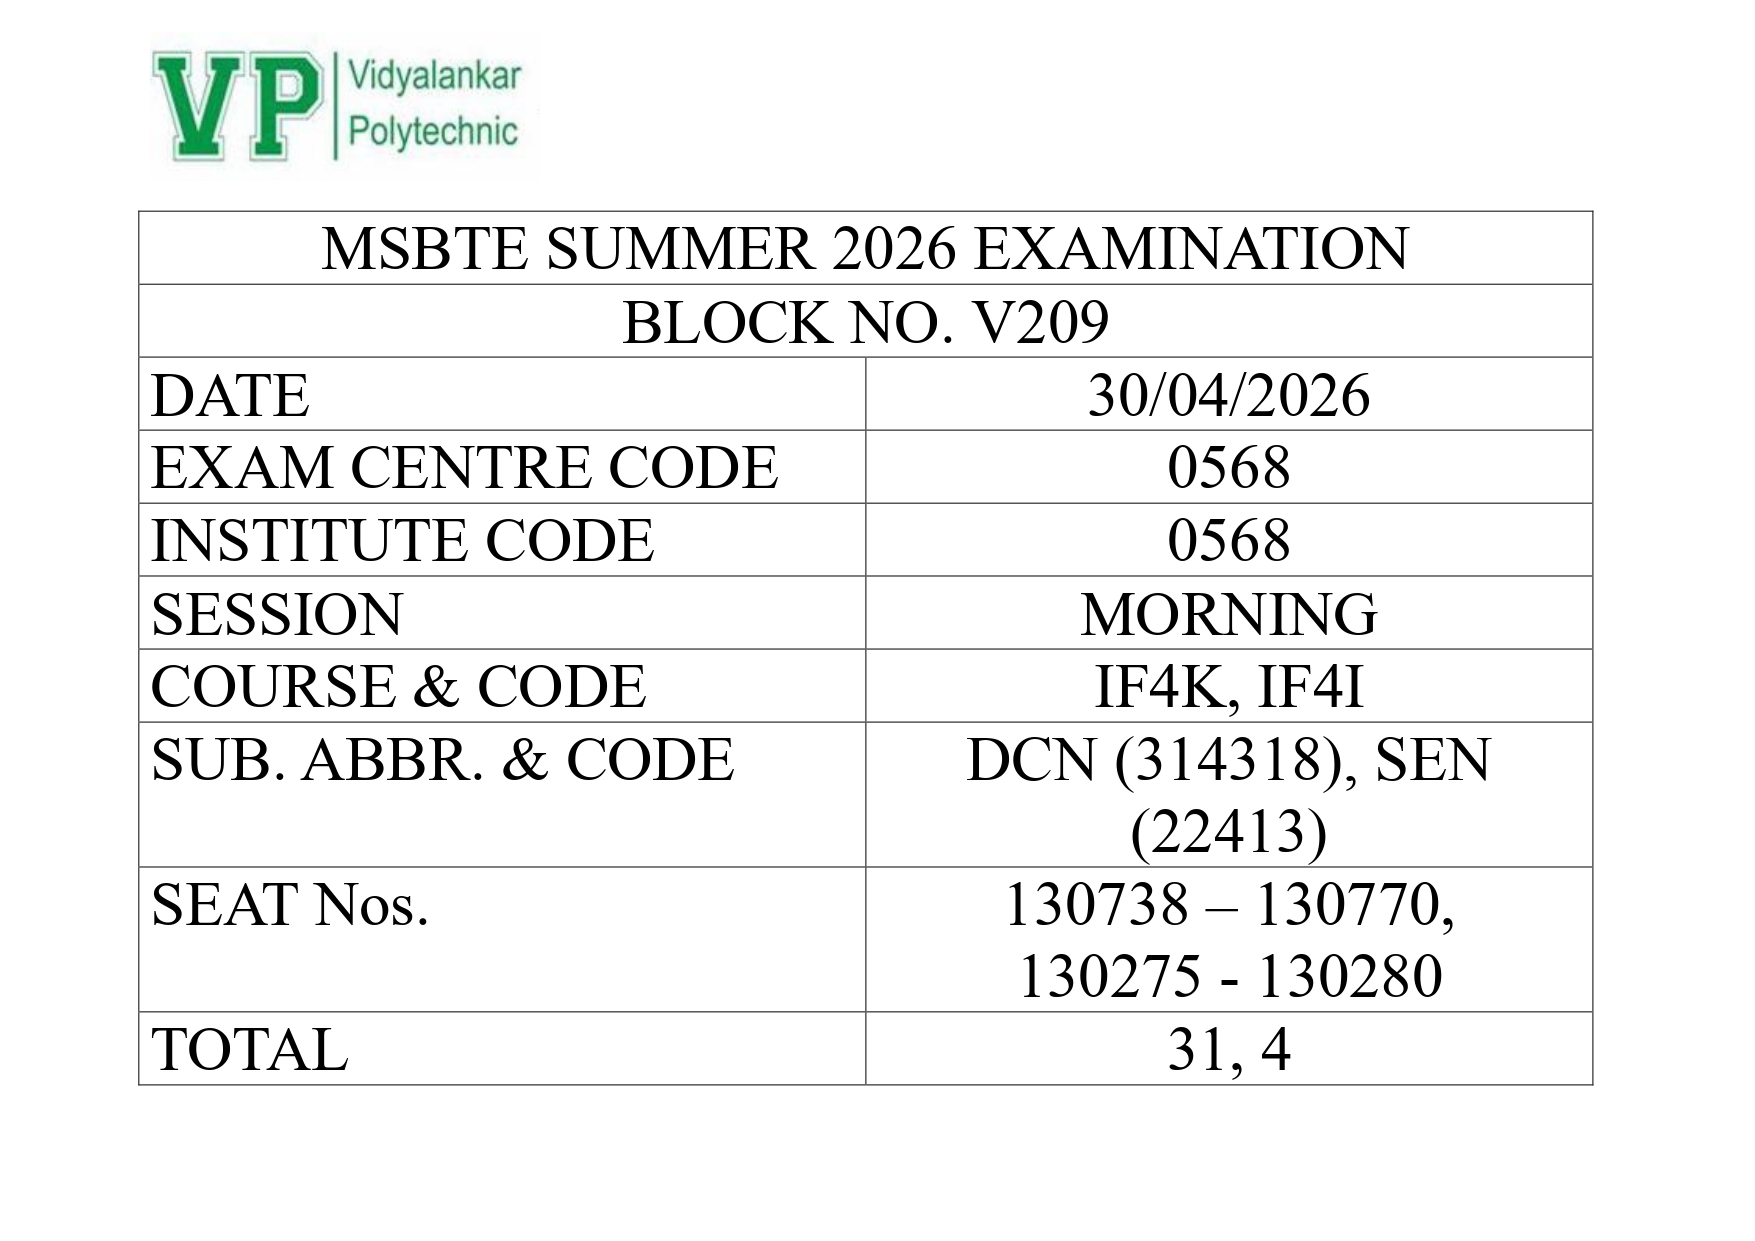 VP
Vidyalankar
Polytechnic
MSBTE SUMMER 2026 EXAMINATION
BLOCK NO. V209
DATE 30/04/2026
EXAM CENTRE CODE 0568
INSTITUTE CODE 0568
SESSION MORNING
COURSE & CODE IF4K, IF4I
SUB. ABBR. & CODE DCN (314318), SEN
(22413)
SEAT Nos. 130738 – 130770,
130275 - 130280
TOTAL 31, 4